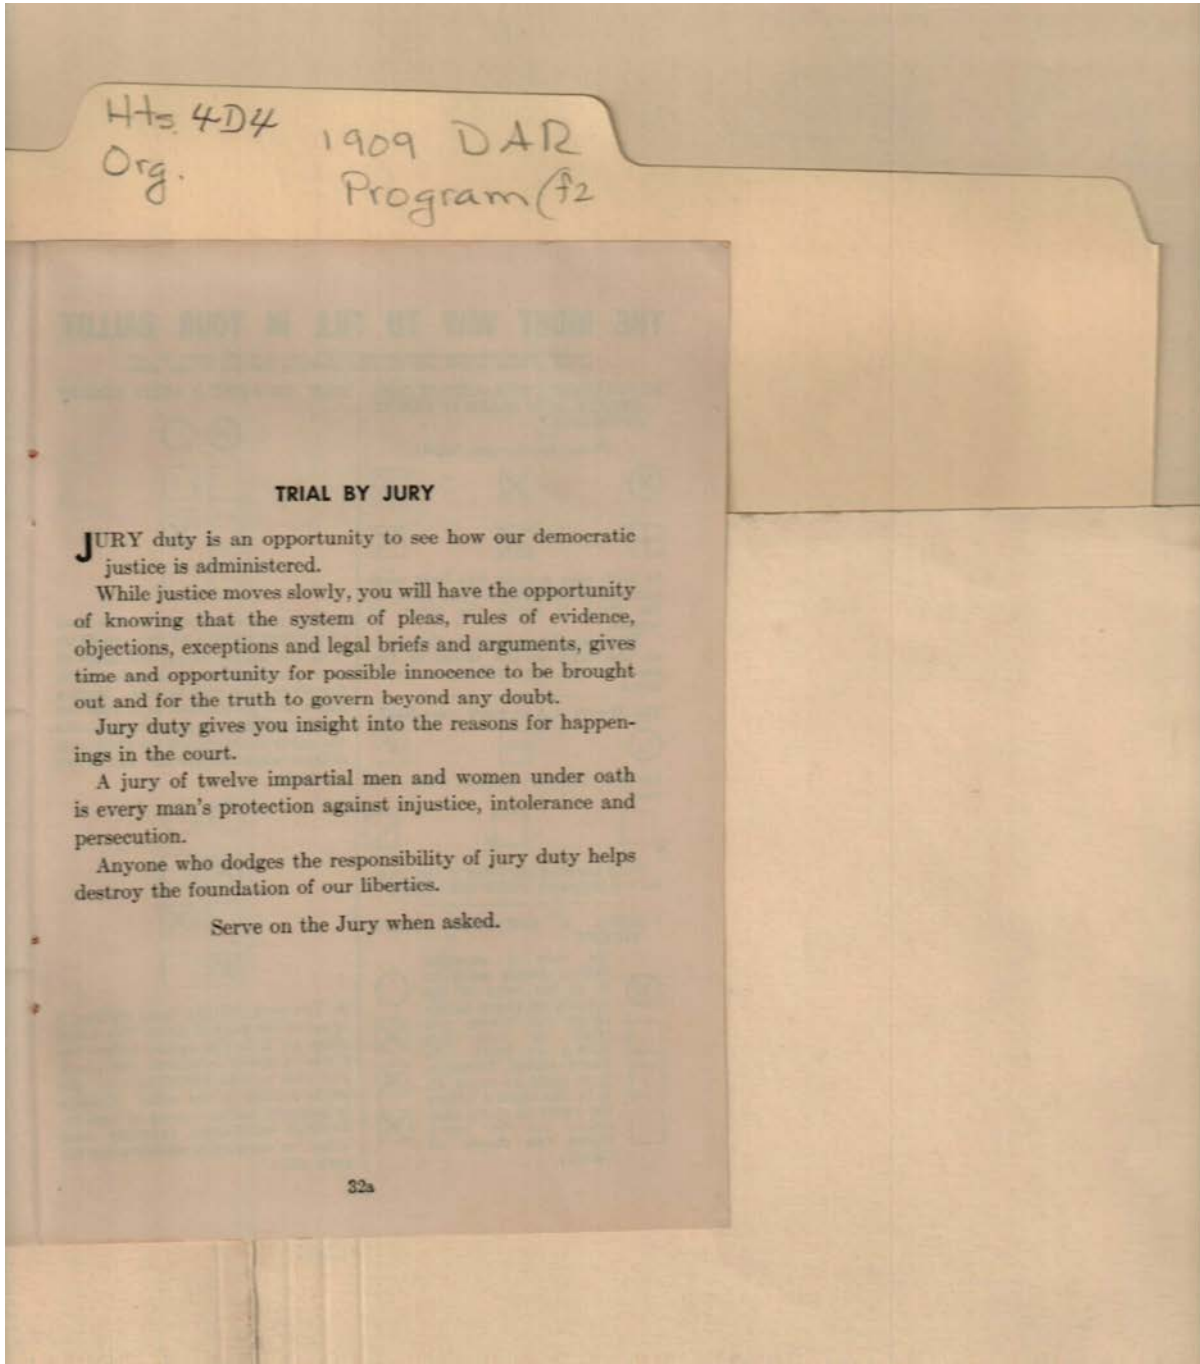 Hts. 4D4
Org.
1909 DAR
Program (f2
TRIAL BY JURY
JURY duty is an opportunity to see how our democratic
justice is administered.
While justice moves slowly, you will have the opportunity
of knowing that the system of pleas, rules of evidence,
objections, exceptions and legal briefs and arguments, gives
time and opportunity for possible innocence to be brought
out and for the truth to govern beyond any doubt.
Jury duty gives you insight into the reasons for happen-
ings in the court.
A jury of twelve impartial men and women under oath
is every man's protection against injustice, intolerance and
persecution.
Anyone who dodges the responsibility of jury duty helps
destroy the foundation of our liberties.
Serve on the Jury when asked.
32a